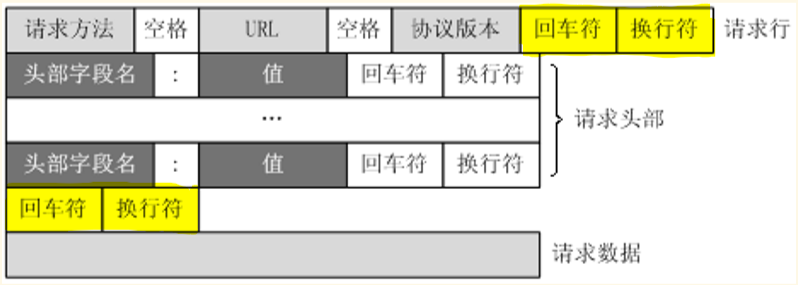 请求方法 空格 URL 空格 协议版本 回车符 换行符 请求行
头部字段名 : 值 回车符 换行符
... 请求头部
头部字段名 : 值 回车符 换行符
回车符 换行符
请求数据